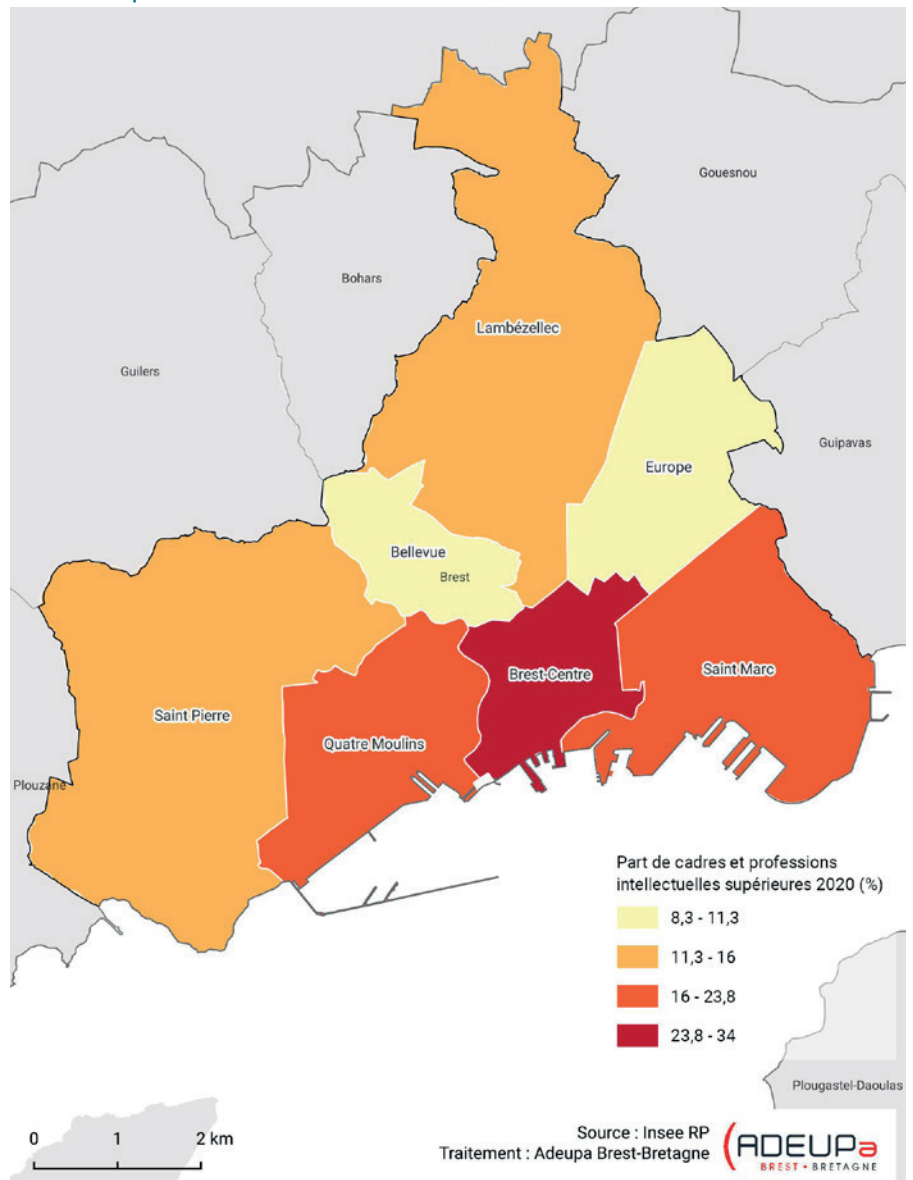 Gouesnou
Bohars
Lambézellec
Guilers
Guipavas
Europe
Bellevue
Brest
Brest-Centre
Saint Marc
Saint Pierre
Quatre Moulins
Plouzané
Part de cadres et professions
intellectuelles supérieures 2020 (%)
8,3 - 11,3
11,3 - 16
16 - 23,8
23,8 - 34
Plougastel-Daoulas
0 1 2 km
Source : Insee RP
Traitement : Adeupa Brest-Bretagne
ADEUPa
BREST • BRETAGNE